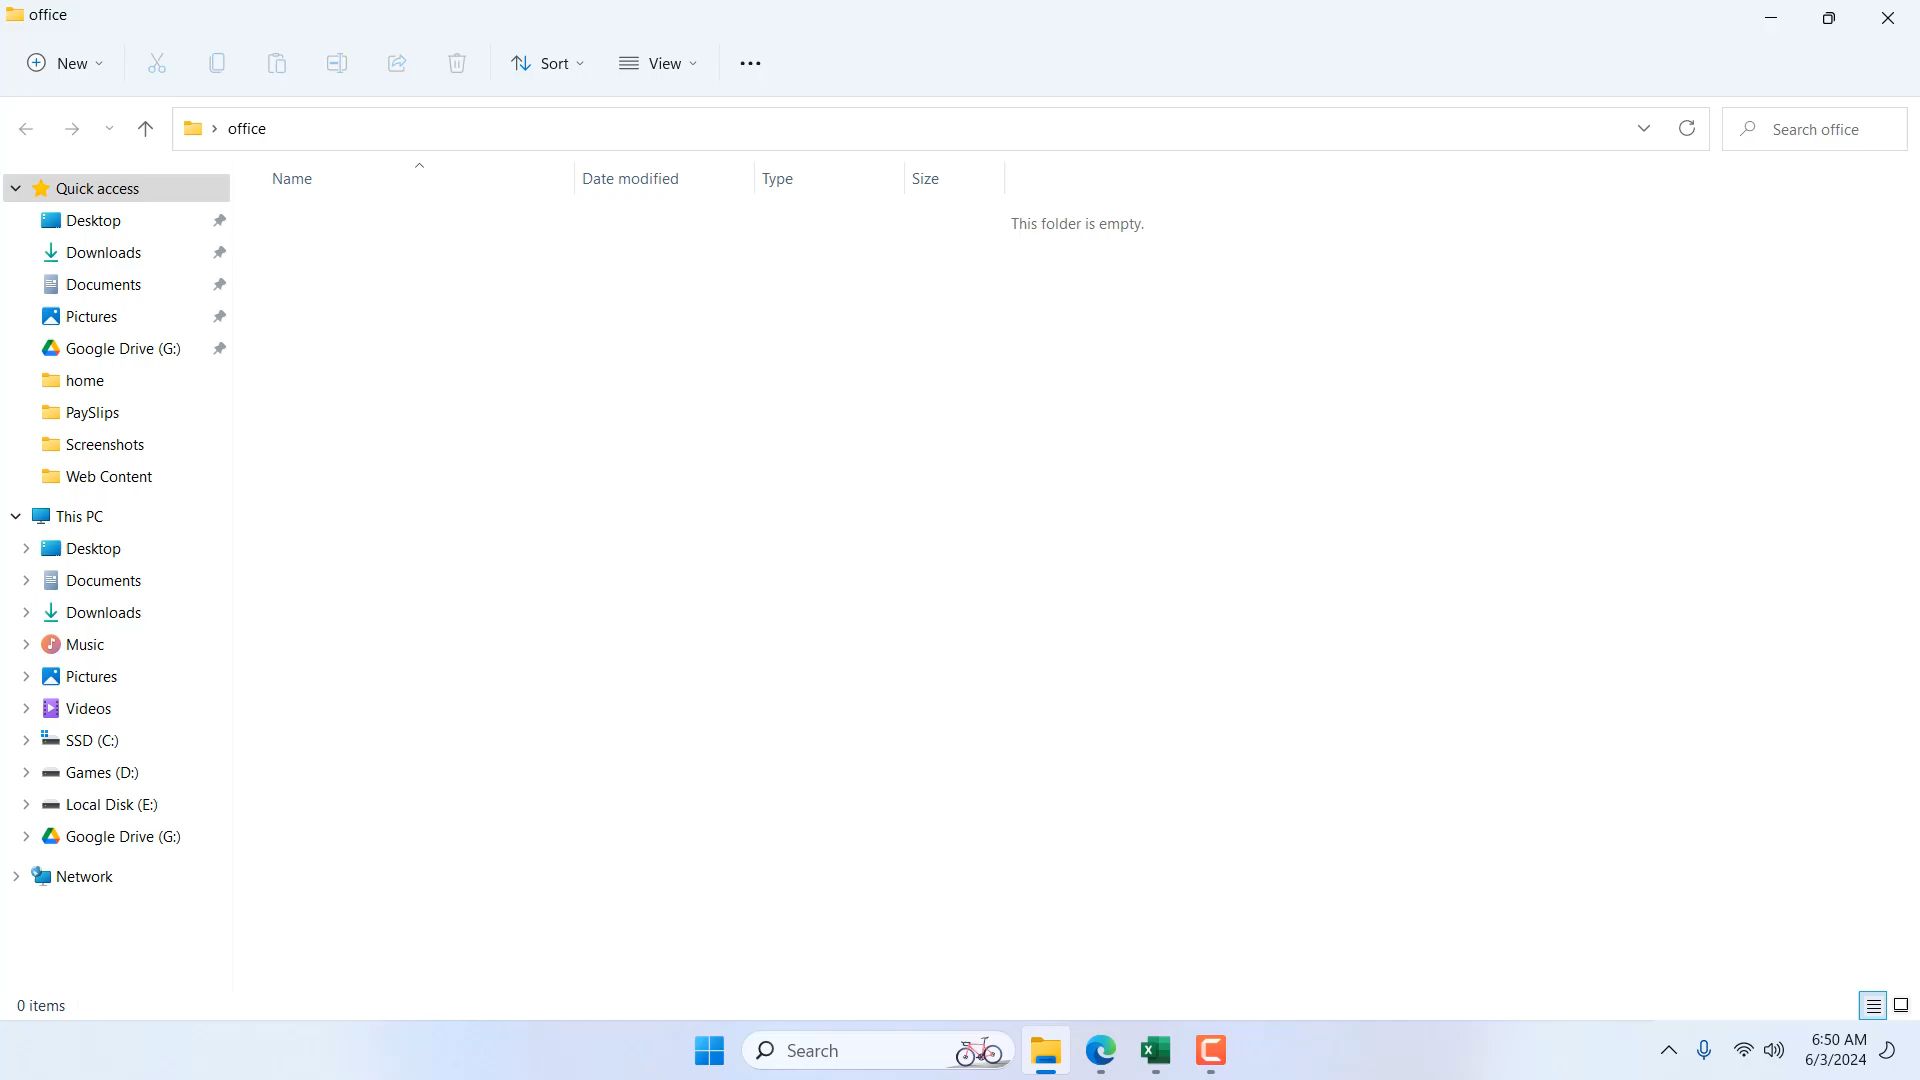 office
New
Sort
View
office
Search office
Name
Date modified
Type
Size
This folder is empty.
Quick access
Desktop
Downloads
Documents
Pictures
Google Drive (G:)
home
PaySlips
Screenshots
Web Content
This PC
Desktop
Documents
Downloads
Music
Pictures
Videos
SSD (C:)
Games (D:)
Local Disk (E:)
Google Drive (G:)
Network
0 items
Search
6:50 AM
6/3/2024